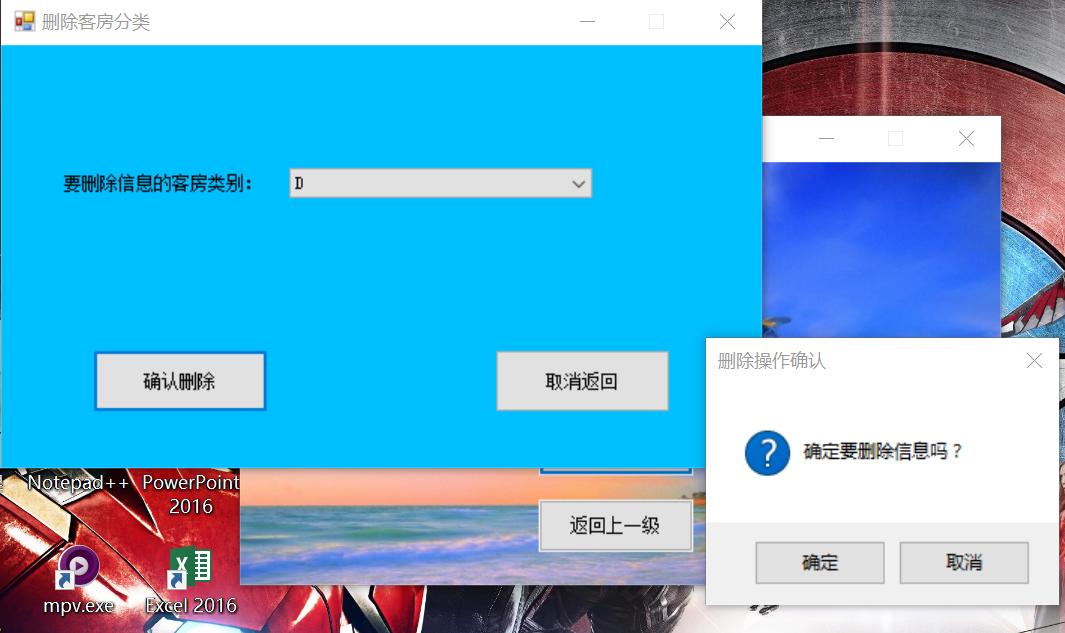 删除客房分类
要删除信息的客房类别：
D
确认删除
取消返回
删除操作确认
确定要删除信息吗？
确定
取消
返回上一级
Notepad++
PowerPoint
2016
mpv.exe
Excel 2016